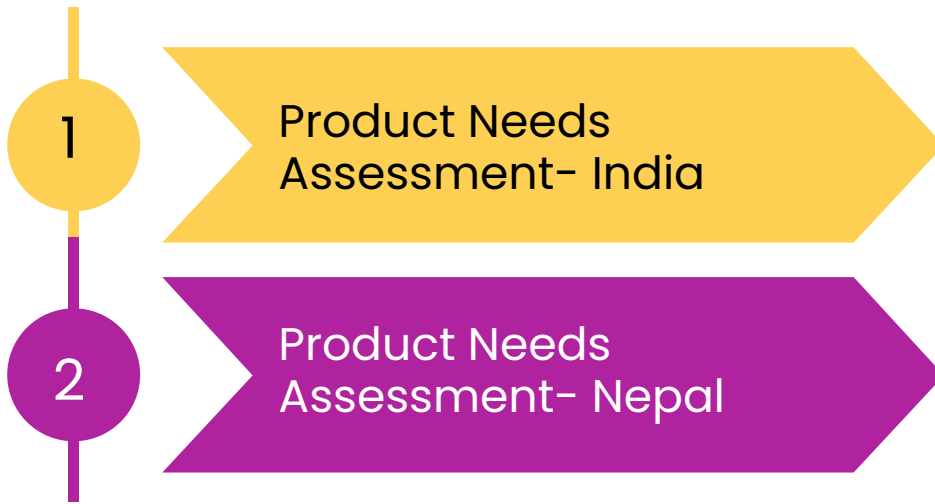 1
Product Needs
Assessment- India
2
Product Needs
Assessment- Nepal